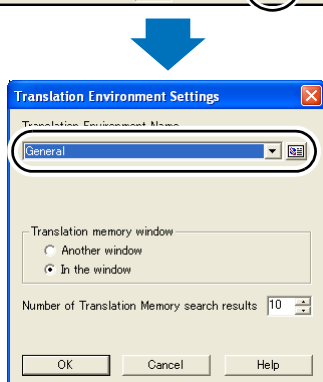 Translation Environment Settings
Translation Environment Name
General
Translation memory window
Another window
In the window
Number of Translation Memory search results 10
OK Cancel Help